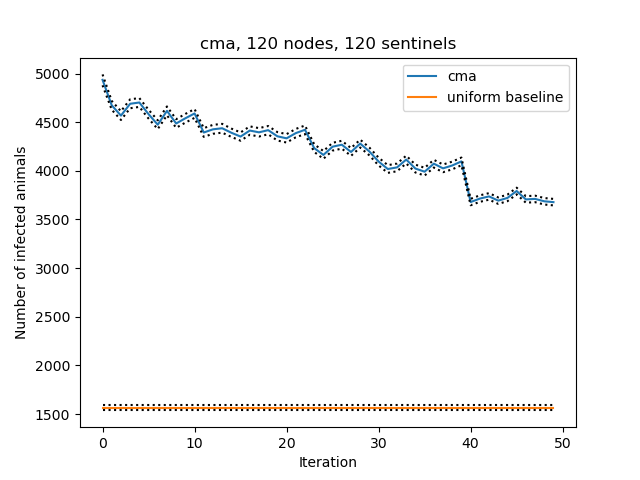 cma, 120 nodes, 120 sentinels
cma
uniform baseline
5000
4500
4000
3500
3000
2500
2000
1500
Number of infected animals
0 10 20 30 40 50
Iteration